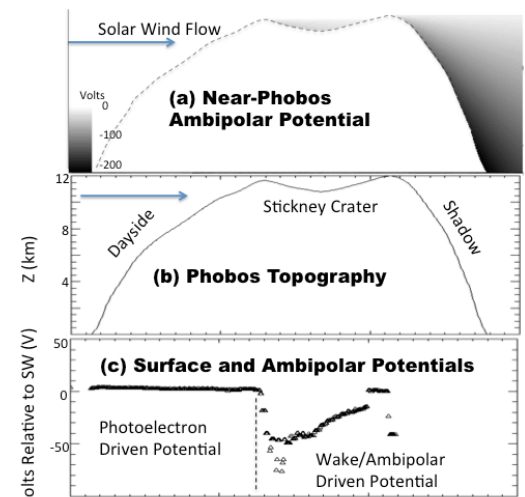 Solar Wind Flow
Volts
0
-100
-200
(a) Near-Phobos
Ambipolar Potential
12
8
4
Z (km)
Dayside
Stickney Crater
Shadow
(b) Phobos Topography
50
0
-50
olts Relative to SW (V)
(c) Surface and Ambipolar Potentials
Photoelectron
Driven Potential
Wake/Ambipolar
Driven Potential